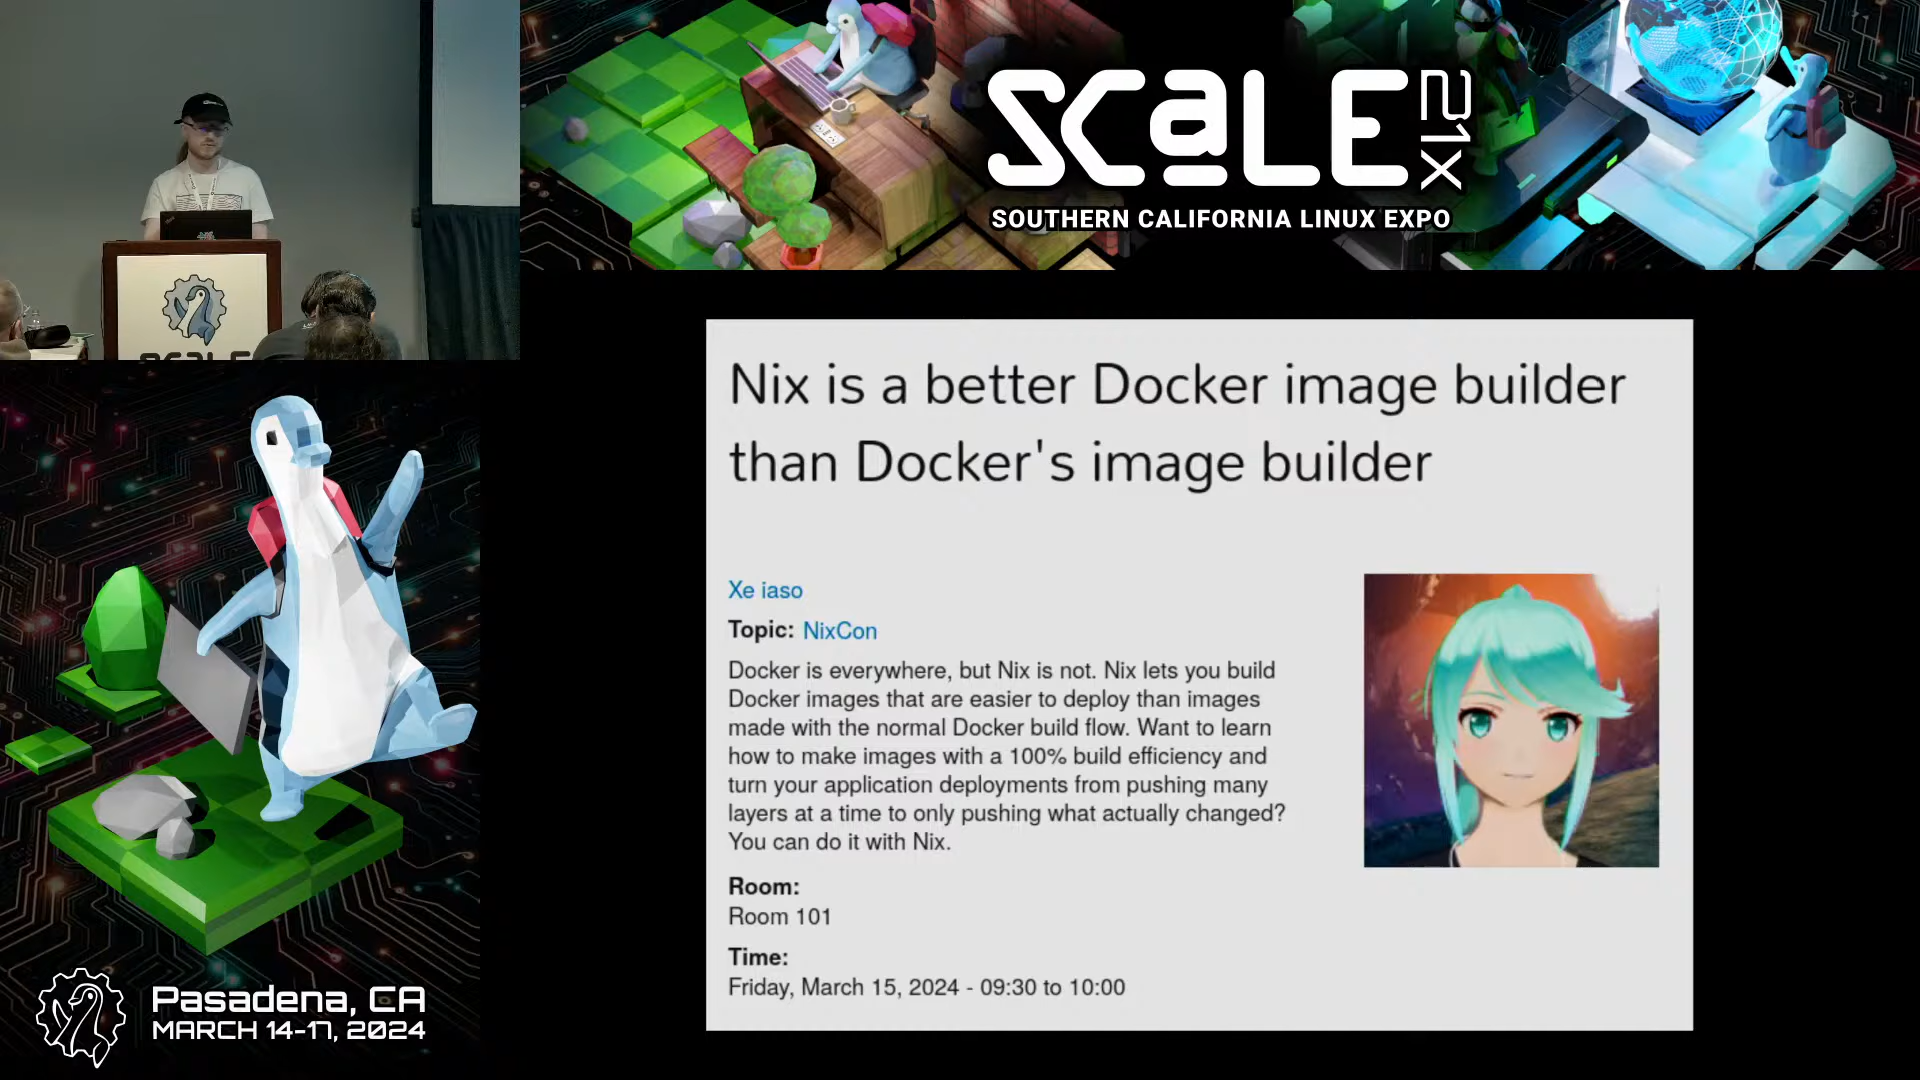 SCaLE 21X
SOUTHERN CALIFORNIA LINUX EXPO
SCALE
Nix is a better Docker image builder
than Docker's image builder
Xe iaso
Topic: NixCon
Docker is everywhere, but Nix is not. Nix lets you build
Docker images that are easier to deploy than images
made with the normal Docker build flow. Want to learn
how to make images with a 100% build efficiency and
turn your application deployments from pushing many
layers at a time to only pushing what actually changed?
You can do it with Nix.
Room:
Room 101
Time:
Friday, March 15, 2024 - 09:30 to 10:00
Pasadena, CA
MARCH 14-17, 2024